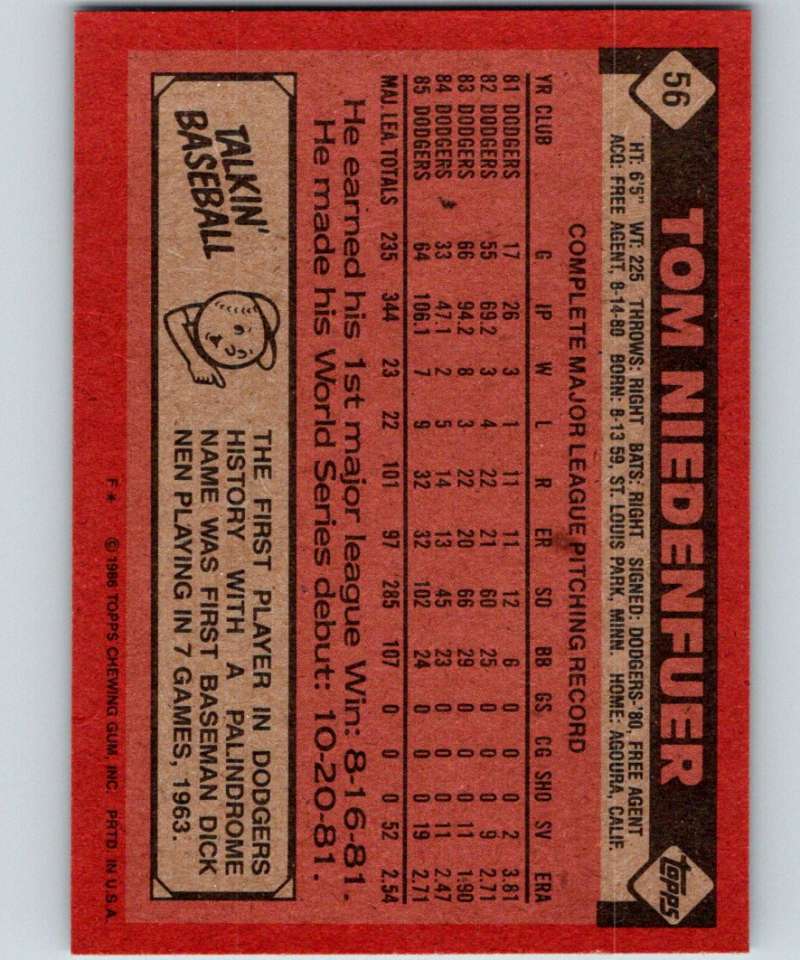 56
TOM NIEDENFUER
topps
HT: 6'5" WT: 225 THROWS: RIGHT BATS: RIGHT SIGNED: DODGERS-'80, FREE AGENT
ACQ: FREE AGENT, 8-14-80 BORN: 8-13-59, ST. LOUIS PARK, MINN HOME: AGOURA, CALIF.
COMPLETE MAJOR LEAGUE PITCHING RECORD
YR CLUB G IP W L R ER SO BB GS CG SHO SV ERA
81 DODGERS 17 26 3 1 11 11 12 6 0 0 0 2 3.81
82 DODGERS 55 69.2 3 4 22 21 60 25 0 0 0 9 2.71
83 DODGERS 66 94.2 8 3 22 20 66 29 0 0 0 11 1.90
84 DODGERS 33 47.1 2 5 14 13 45 23 0 0 0 11 2.47
85 DODGERS 64 106.1 7 9 32 32 102 24 0 0 0 19 2.71
MAJ. LEA. TOTALS 235 344 23 22 101 97 285 107 0 0 0 52 2.54
He earned his 1st major league Win: 8-16-81.
He made his World Series debut: 10-20-81.
TALKIN'
BASEBALL
THE FIRST PLAYER IN DODGERS
HISTORY WITH A PALINDROME
NAME WAS FIRST BASEMAN DICK
NEN PLAYING IN 7 GAMES, 1963.
F* © 1986 TOPPS CHEWING GUM, INC. PRTD. IN U.S.A.